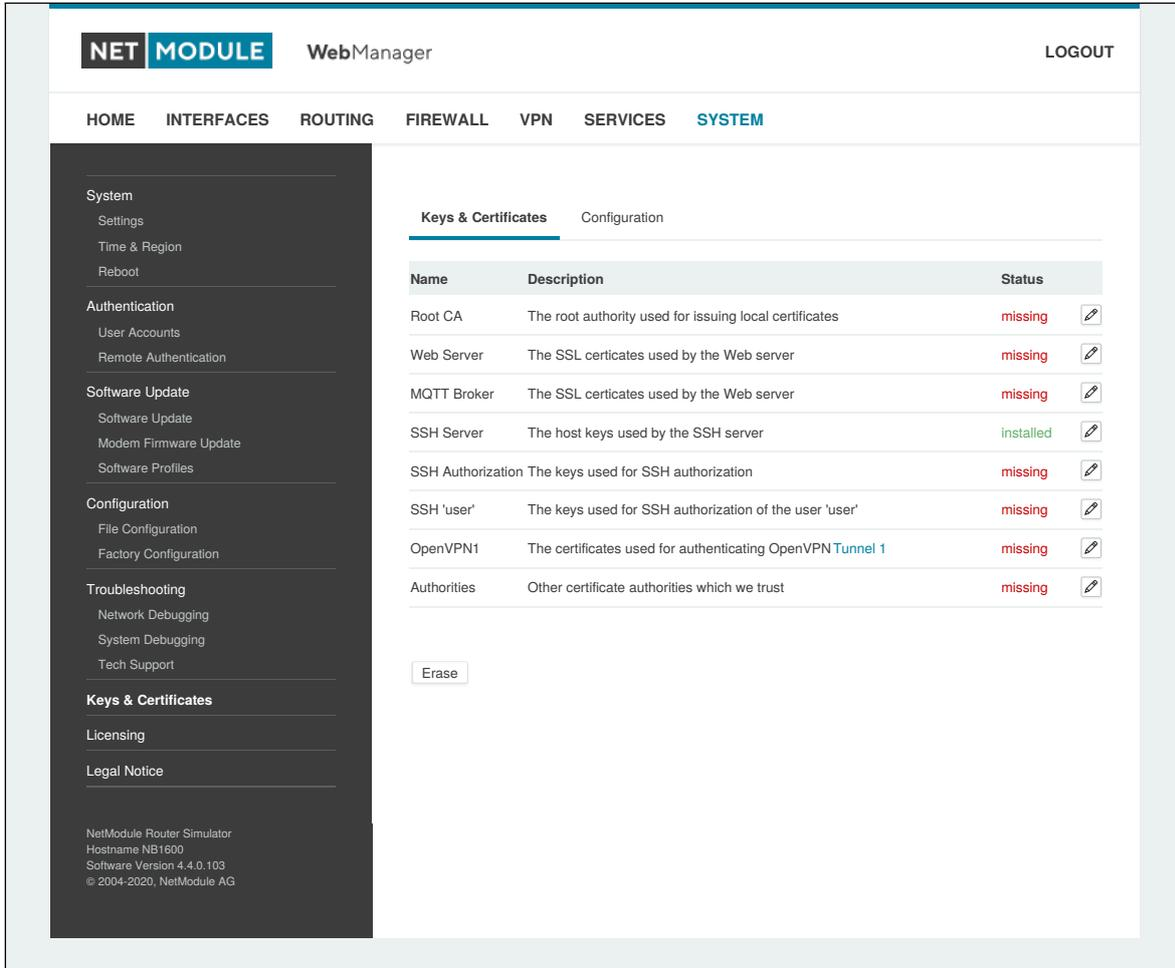 NET MODULE WebManager LOGOUT
HOME INTERFACES ROUTING FIREWALL VPN SERVICES SYSTEM
System
Settings
Time & Region
Reboot
Authentication
User Accounts
Remote Authentication
Software Update
Software Update
Modem Firmware Update
Software Profiles
Configuration
File Configuration
Factory Configuration
Troubleshooting
Network Debugging
System Debugging
Tech Support
Keys & Certificates
Licensing
Legal Notice
NetModule Router Simulator
Hostname NB1600
Software Version 4.4.0.103
© 2004-2020, NetModule AG
Keys & Certificates Configuration
Name Description Status
Root CA The root authority used for issuing local certificates missing
Web Server The SSL certicates used by the Web server missing
MQTT Broker The SSL certicates used by the Web server missing
SSH Server The host keys used by the SSH server installed
SSH Authorization The keys used for SSH authorization missing
SSH 'user' The keys used for SSH authorization of the user 'user' missing
OpenVPN1 The certificates used for authenticating OpenVPN Tunnel 1 missing
Authorities Other certificate authorities which we trust missing
Erase